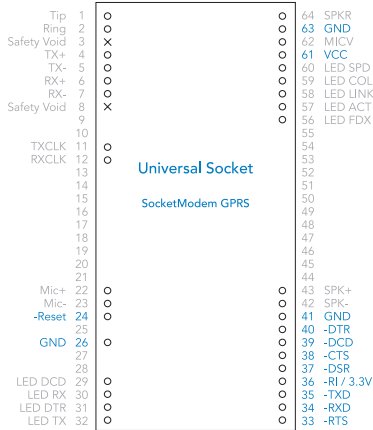 Tip 1 64 SPKR
Ring 2 63 GND
Safety Void 3 X 62 MICV
TX+ 4 61 VCC
TX- 5 60 LED SPD
RX+ 6 59 LED COL
RX- 7 58 LED LINK
Safety Void 8 X 57 LED ACT
9 56 LED FDX
10 55
TXCLK 11 54
RXCLK 12 53
13 52
14 51
15 50
16 49
17 48
18 47
19 46
20 45
21 44
Universal Socket
SocketModem GPRS
Mic+ 22 43 SPK+
Mic- 23 42 SPK-
-Reset 24 41 GND
25 40 -DTR
GND 26 39 -DCD
27 38 -CTS
28 37 -DSR
LED DCD 29 36 -RI / 3.3V
LED RX 30 35 -TXD
LED DTR 31 34 -RXD
LED TX 32 33 -RTS